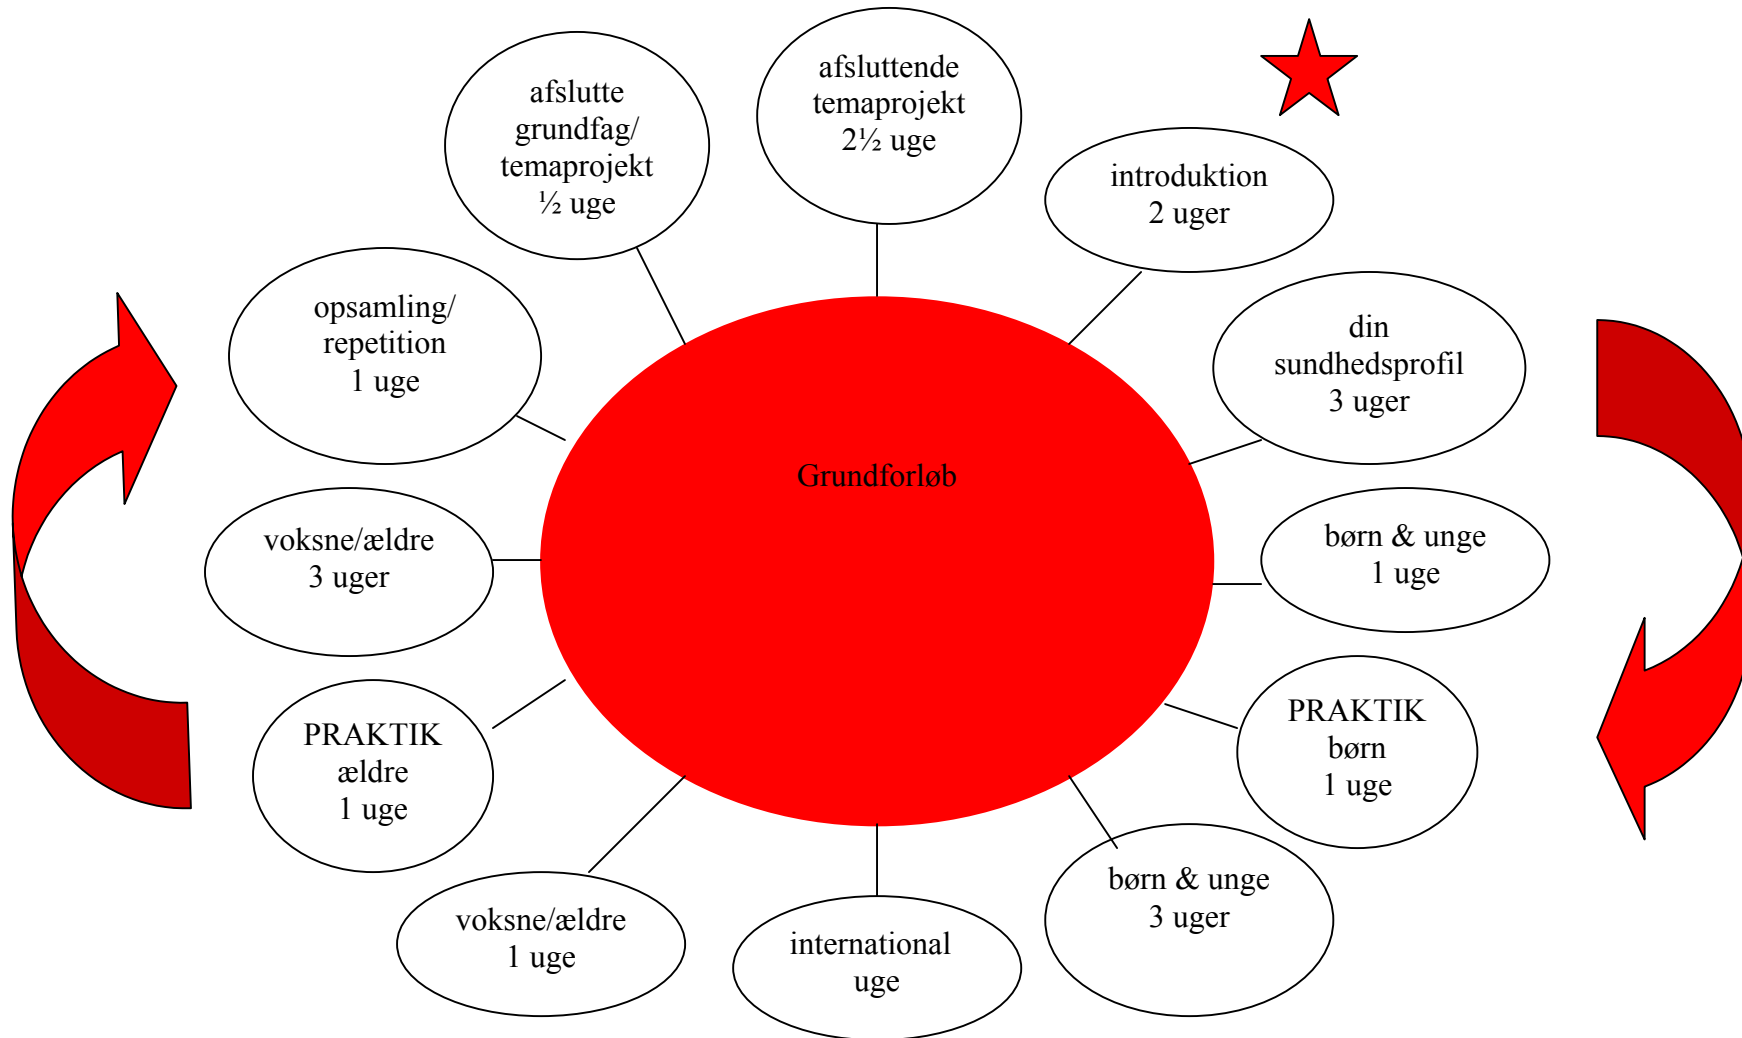 afsluttende
temaprojekt
2½ uge
introduktion
2 uger
din
sundhedsprofil
3 uger
børn & unge
1 uge
PRAKTIK
børn
1 uge
børn & unge
3 uger
international
uge
voksne/ældre
1 uge
PRAKTIK
ældre
1 uge
voksne/ældre
3 uger
opsamling/
repetition
1 uge
afslutte
grundfag/
temaprojekt
½ uge
Grundforløb